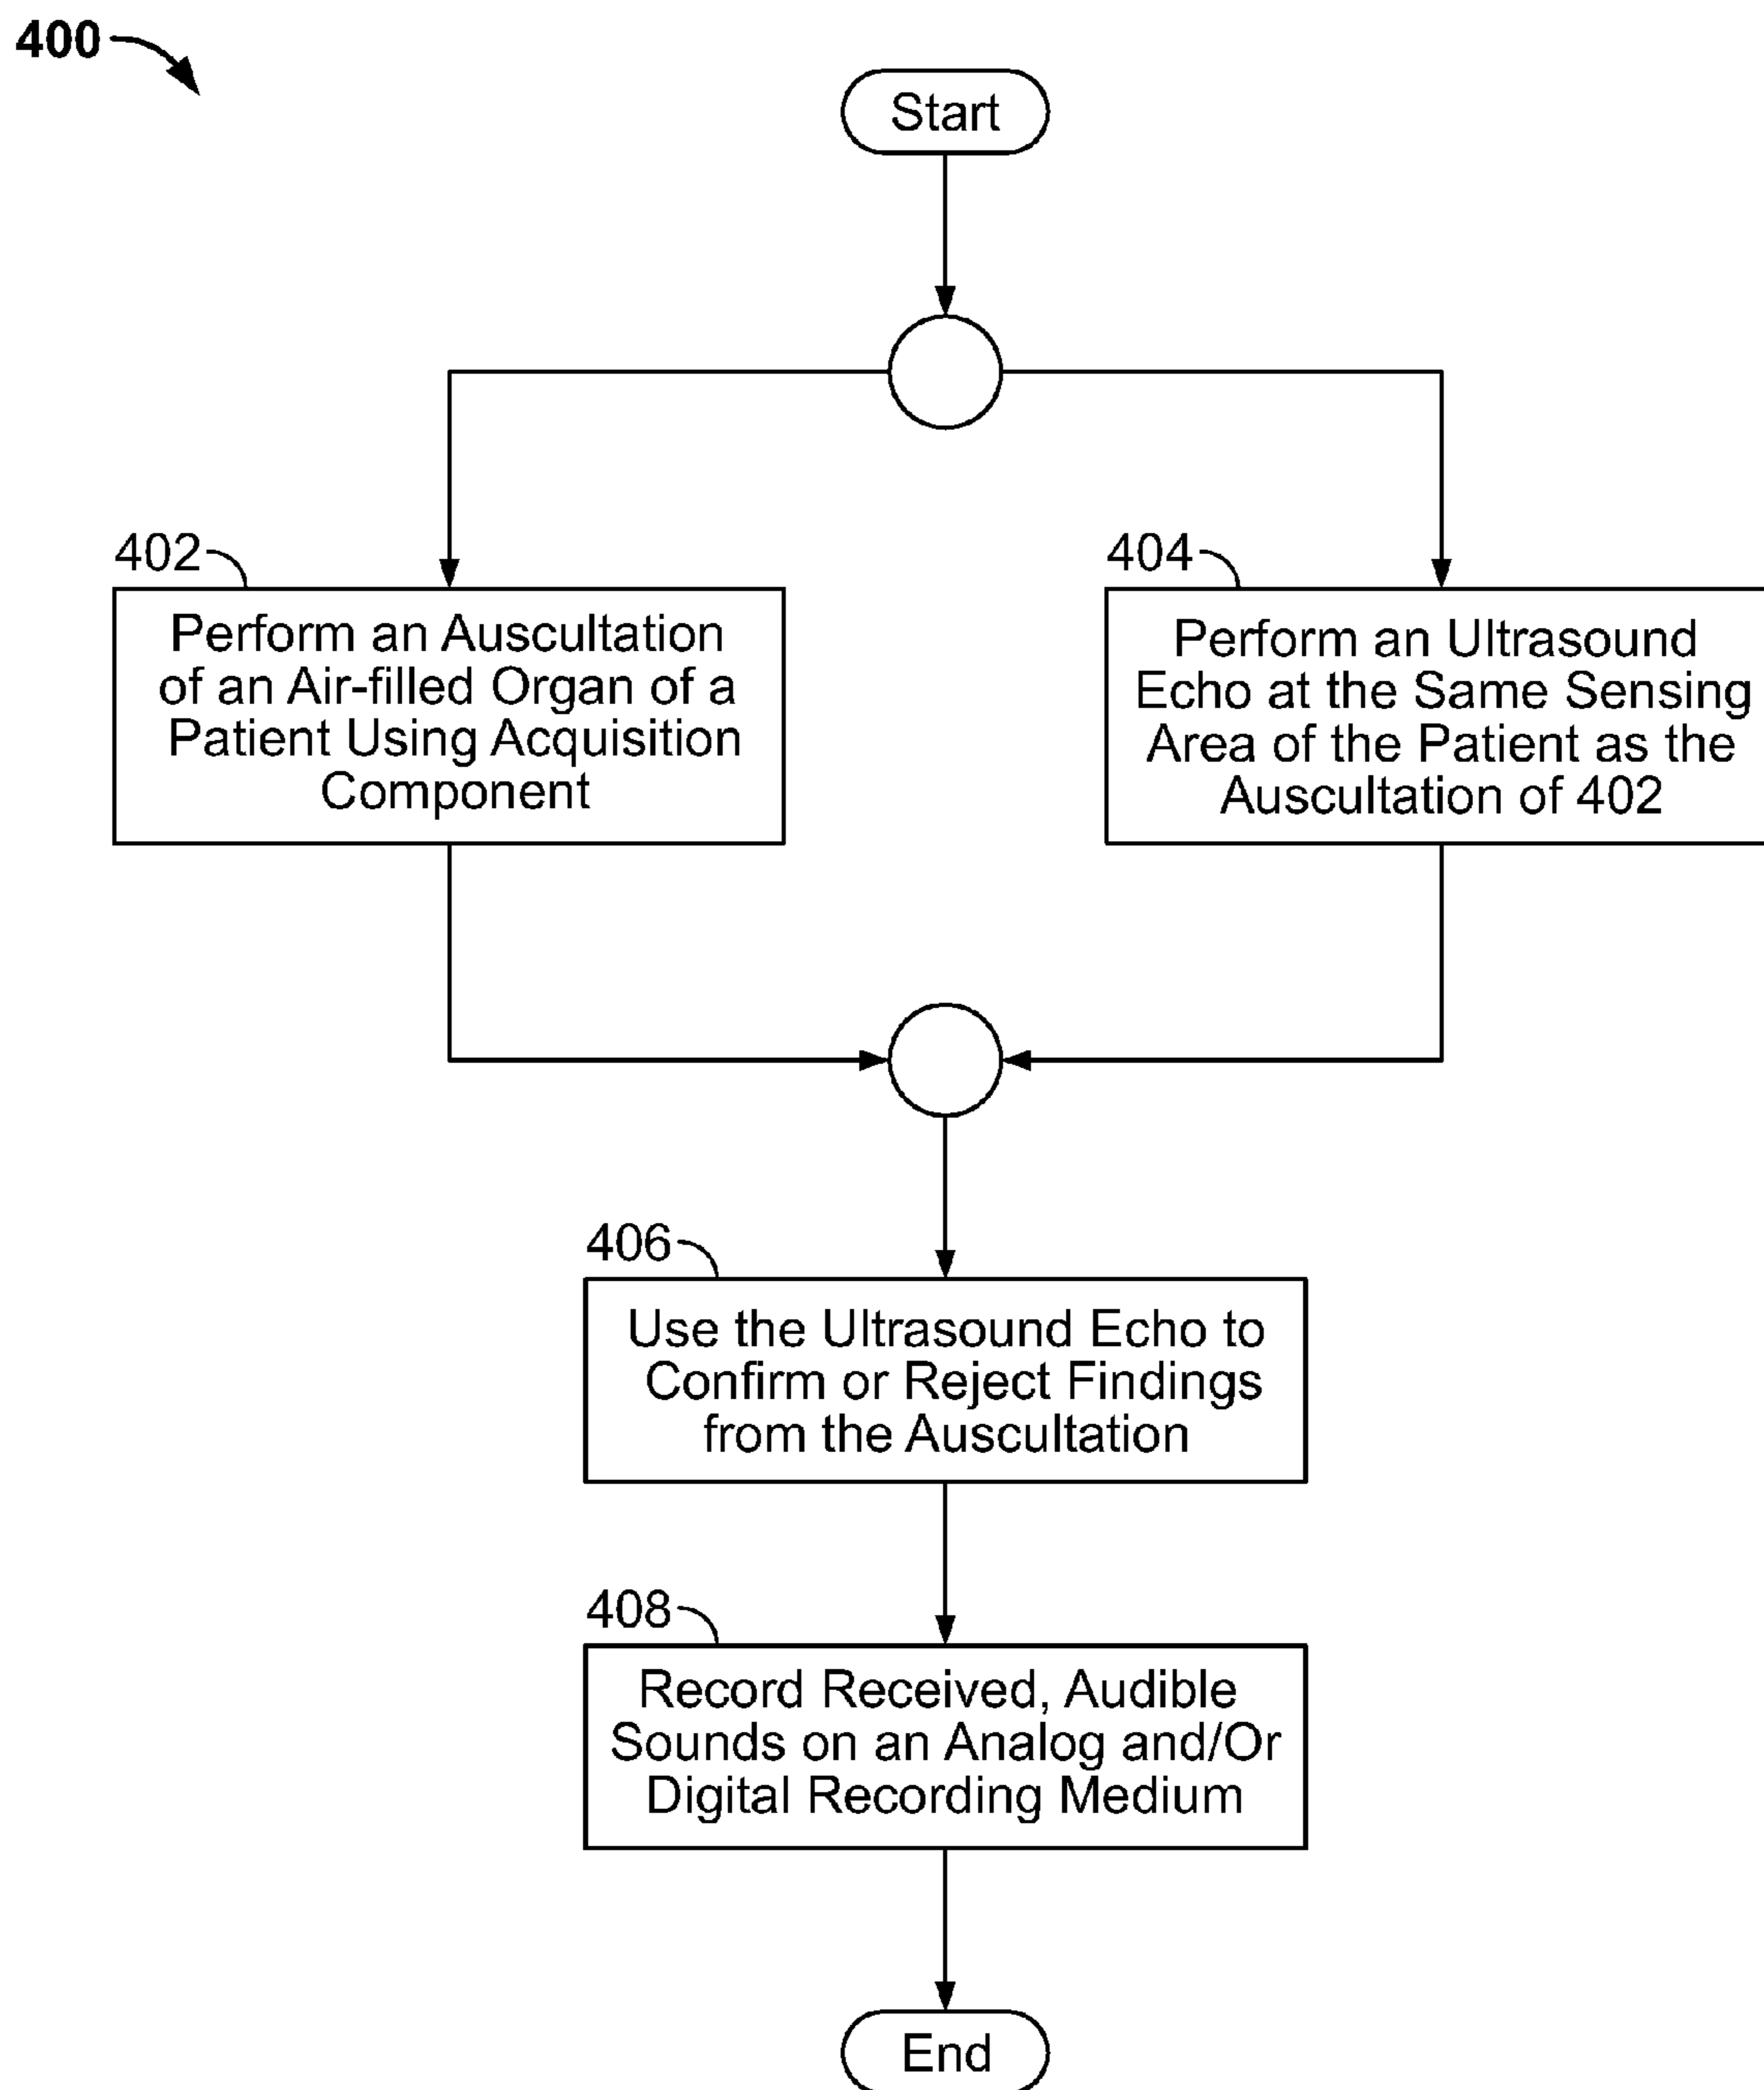 400
Start
402
Perform an Auscultation
of an Air-filled Organ of a
Patient Using Acquisition
Component
404
Perform an Ultrasound
Echo at the Same Sensing
Area of the Patient as the
Auscultation of 402
406
Use the Ultrasound Echo to
Confirm or Reject Findings
from the Auscultation
408
Record Received, Audible
Sounds on an Analog and/Or
Digital Recording Medium
End